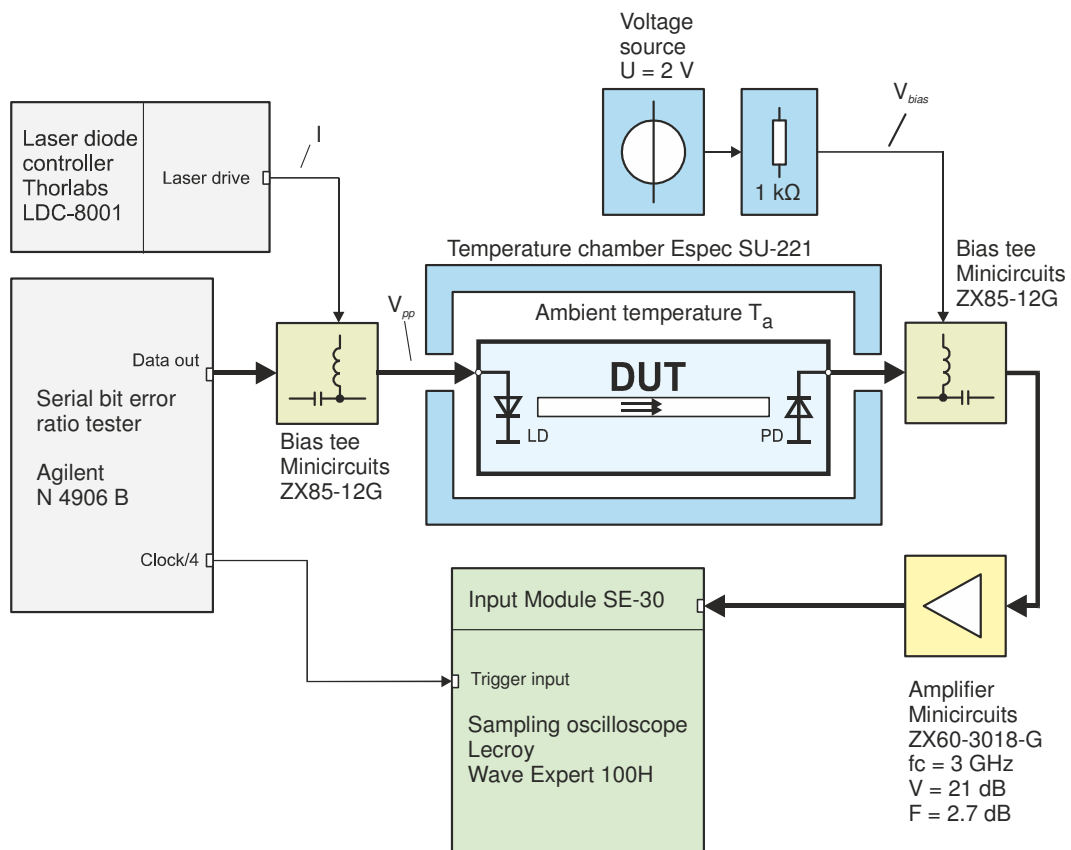 Voltage
source
U = 2 V
V_bias
1 kΩ
Laser diode
controller
Thorlabs
LDC-8001
Laser drive
I
Temperature chamber Espec SU-221
Bias tee
Minicircuits
ZX85-12G
V_pp
Ambient temperature T_a
Data out
DUT
LD
PD
Serial bit error
ratio tester
Agilent
N 4906 B
Bias tee
Minicircuits
ZX85-12G
Clock/4
Input Module SE-30
Trigger input
Sampling oscilloscope
Lecroy
Wave Expert 100H
Amplifier
Minicircuits
ZX60-3018-G
fc = 3 GHz
V = 21 dB
F = 2.7 dB